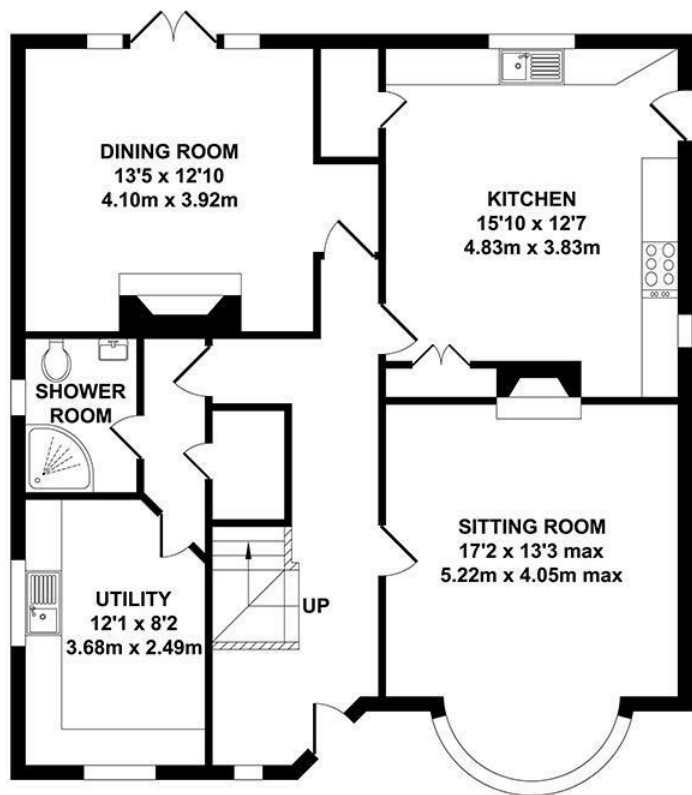 DINING ROOM
13'5 x 12'10
4.10m x 3.92m
KITCHEN
15'10 x 12'7
4.83m x 3.83m
SHOWER
ROOM
SITTING ROOM
17'2 x 13'3 max
5.22m x 4.05m max
UTILITY
12'1 x 8'2
3.68m x 2.49m
UP